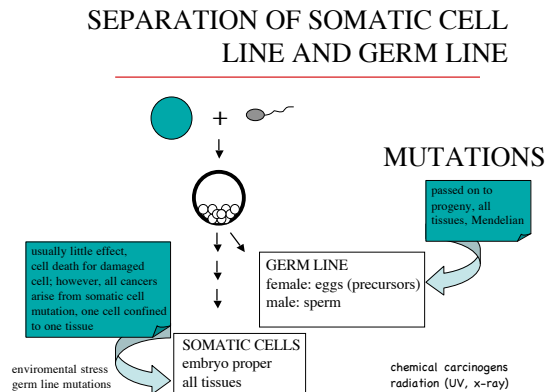 SEPARATION OF SOMATIC CELL
LINE AND GERM LINE
+
MUTATIONS
passed on to
progeny, all
tissues, Mendelian
usually little effect,
cell death for damaged
cell; however, all cancers
arise from somatic cell
mutation, one cell confined
to one tissue
GERM LINE
female: eggs (precursors)
male: sperm
SOMATIC CELLS
embryo proper
all tissues
enviromental stress
germ line mutations
chemical carcinogens
radiation (UV, x-ray)